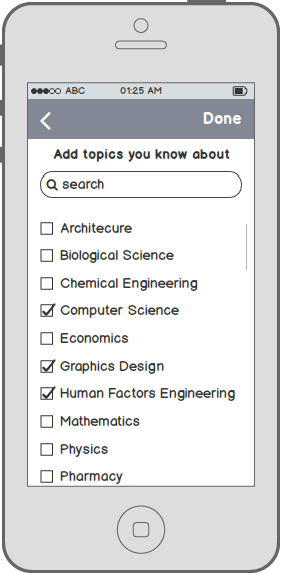 ABC 01:25 AM
Done
Add topics you know about
search
Architecure
Biological Science
Chemical Engineering
Computer Science
Economics
Graphics Design
Human Factors Engineering
Mathematics
Physics
Pharmacy